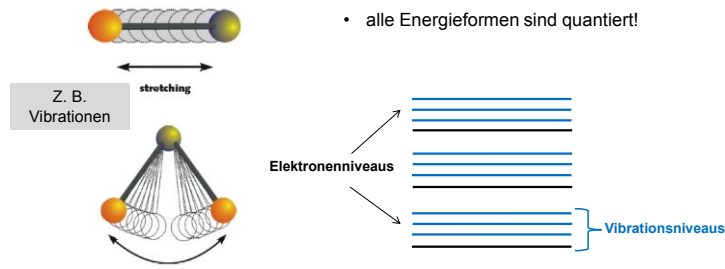 • alle Energieformen sind quantiert!
stretching
Z. B.
Vibrationen
Elektronenniveaus
Vibrationsniveaus